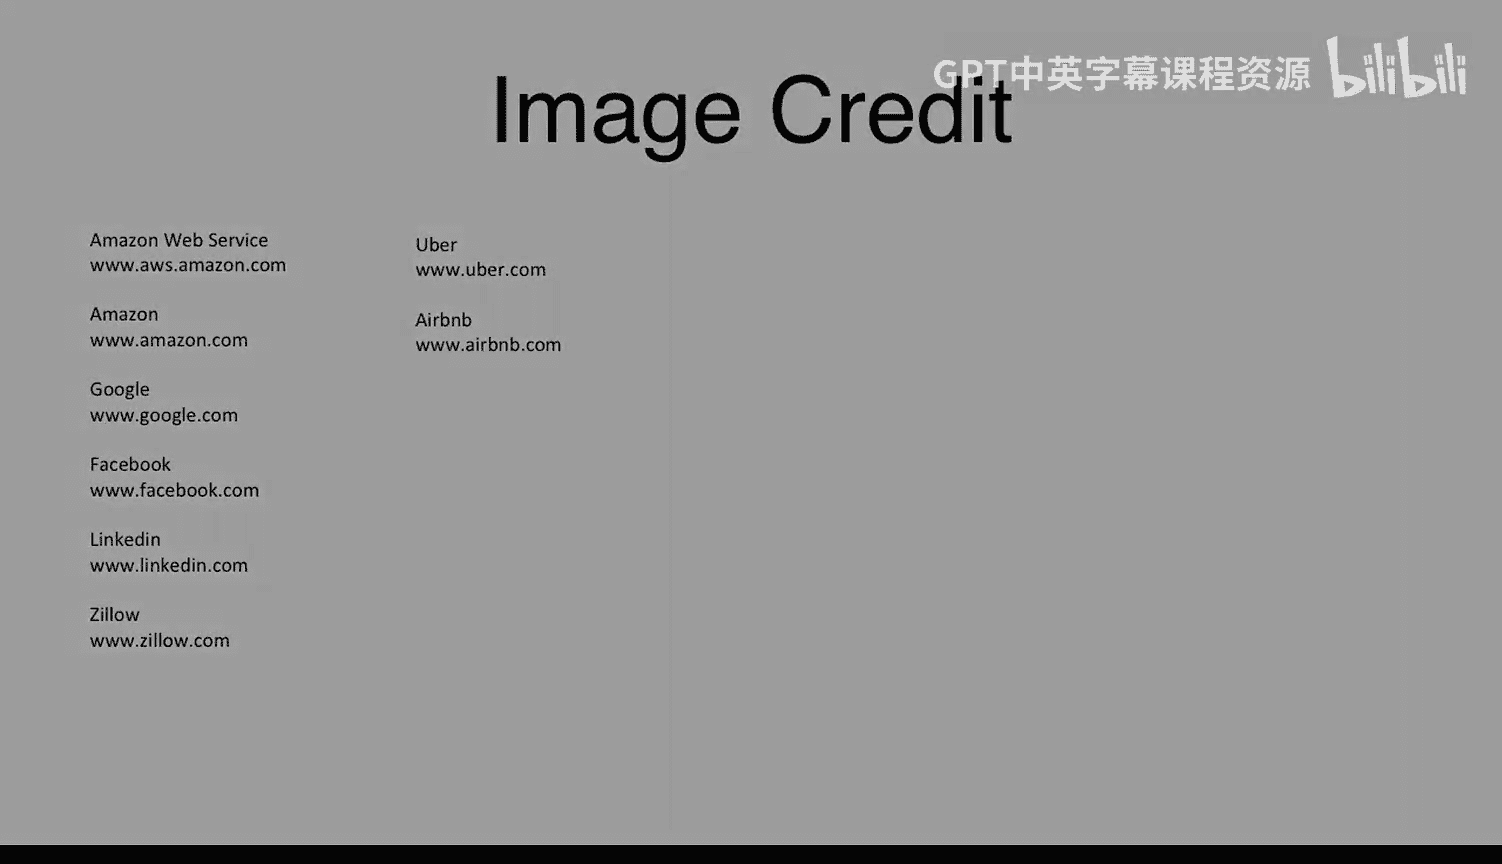 GPT中英字幕课程资源 bilibili
Image Credit
Amazon Web Service
www.aws.amazon.com
Amazon
www.amazon.com
Google
www.google.com
Facebook
www.facebook.com
Linkedin
www.linkedin.com
Zillow
www.zillow.com
Uber
www.uber.com
Airbnb
www.airbnb.com